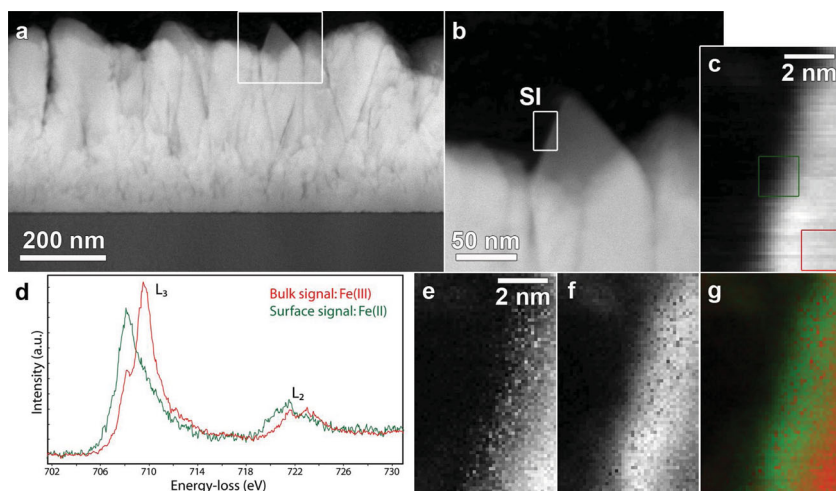 a
200 nm
b
SI
50 nm
c
2 nm
d
L3
Bulk signal: Fe(III)
Surface signal: Fe(II)
L2
Intensity (a.u.)
702 706 710 714 718 722 726 730
Energy-loss (eV)
e
2 nm
f
g